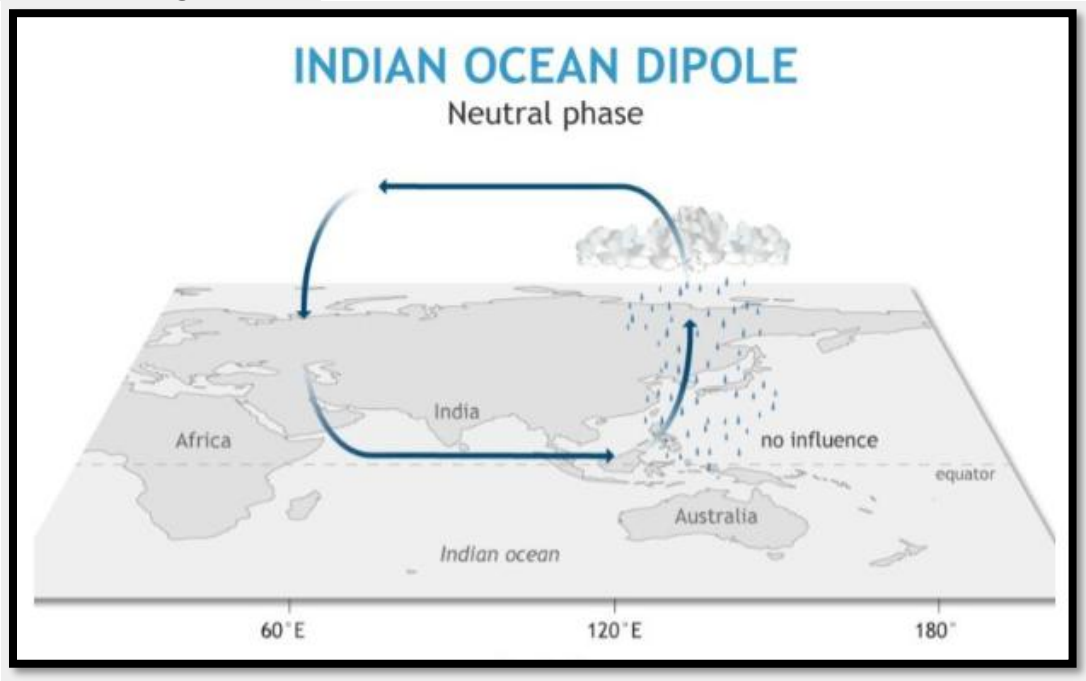 INDIAN OCEAN DIPOLE
Neutral phase
India
Africa
no influence
equator
Australia
Indian ocean
60°E
120°E
180°